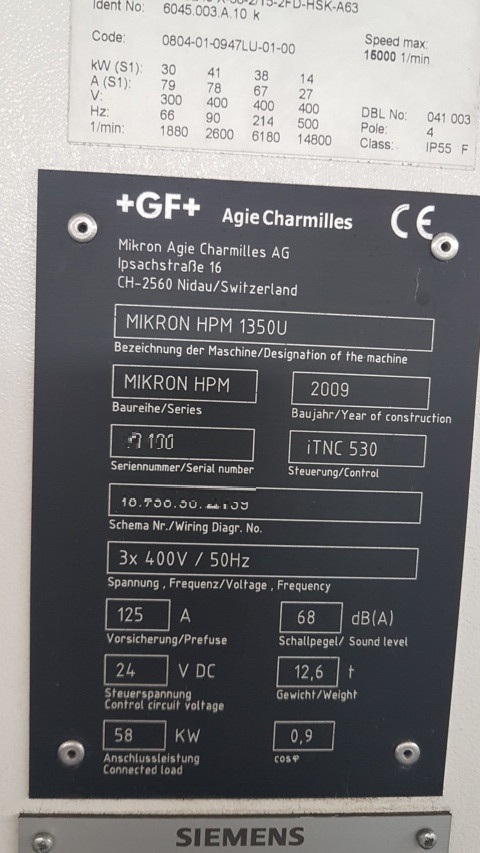 2FD-HSK-A63
Ident No: 6045.003.A.10 k
Code: 0804-01-0947LU-01-00
Speed max: 15000 1/min
kW (S1): 30 41 38 14
A (S1): 79 78 67 27
V: 300 400 400 400
Hz: 66 90 214 500
1/min: 1880 2600 6180 14800
DBL No: 041 003
Pole: 4
Class: IP55 F
+GF+ AgieCharmilles CE
Mikron Agie Charmilles AG
Ipsachstraße 16
CH-2560 Nidau/Switzerland
MIKRON HPM 1350U
Bezeichnung der Maschine/Designation of the machine
MIKRON HPM 2009
Baureihe/Series Baujahr/Year of construction
iTNC 530
Seriennummer/Serial number Steuerung/Control
Schema Nr./Wiring Diagr. No.
3x 400V / 50Hz
Spannung , Frequenz/Voltage , Frequency
125 A 68 dB(A)
Vorsicherung/Prefuse Schallpegel/ Sound level
24 V DC 12,6 t
Steuerspannung Gewicht/Weight
Control circuit voltage
58 KW 0,9
Anschlussleistung cosφ
Connected load
SIEMENS